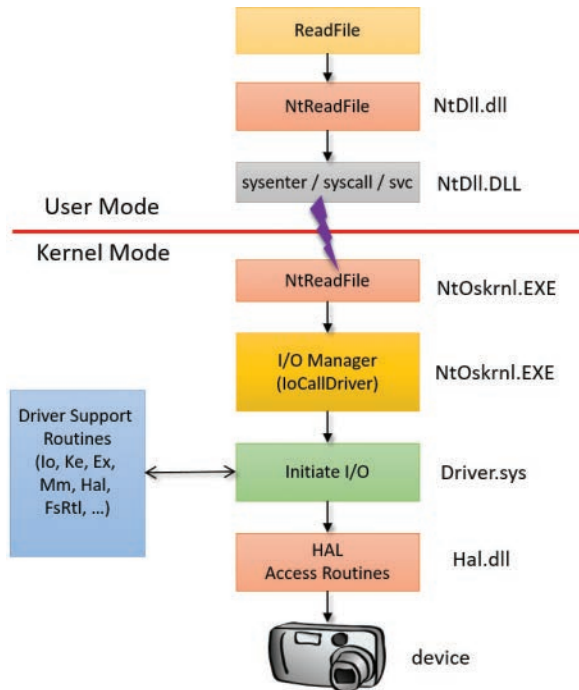 ReadFile
NtReadFile
NtDll.dll
sysenter / syscall / svc
NtDll.DLL
User Mode
Kernel Mode
NtReadFile
NtOskrnl.EXE
I/O Manager
(IoCallDriver)
NtOskrnl.EXE
Driver Support
Routines
(Io, Ke, Ex,
Mm, Hal,
FsRtl, ...)
Initiate I/O
Driver.sys
HAL
Access Routines
Hal.dll
device